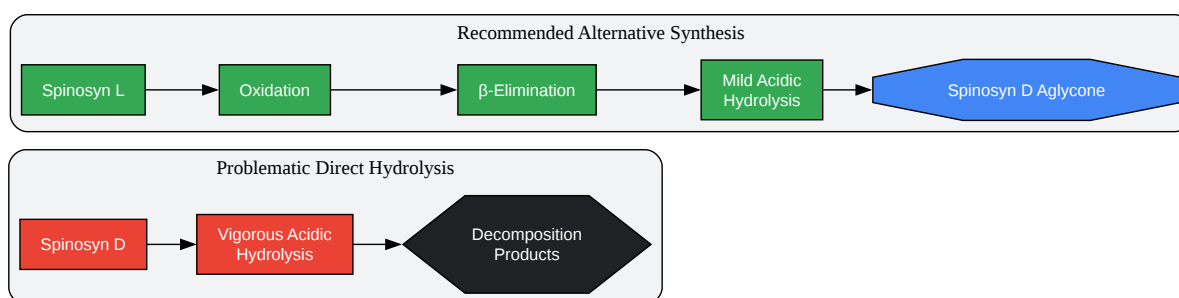 Recommended Alternative Synthesis
Spinosyn L
Oxidation
β-Elimination
Mild Acidic
Hydrolysis
Spinosyn D Aglycone
Problematic Direct Hydrolysis
Spinosyn D
Vigorous Acidic
Hydrolysis
Decomposition
Products